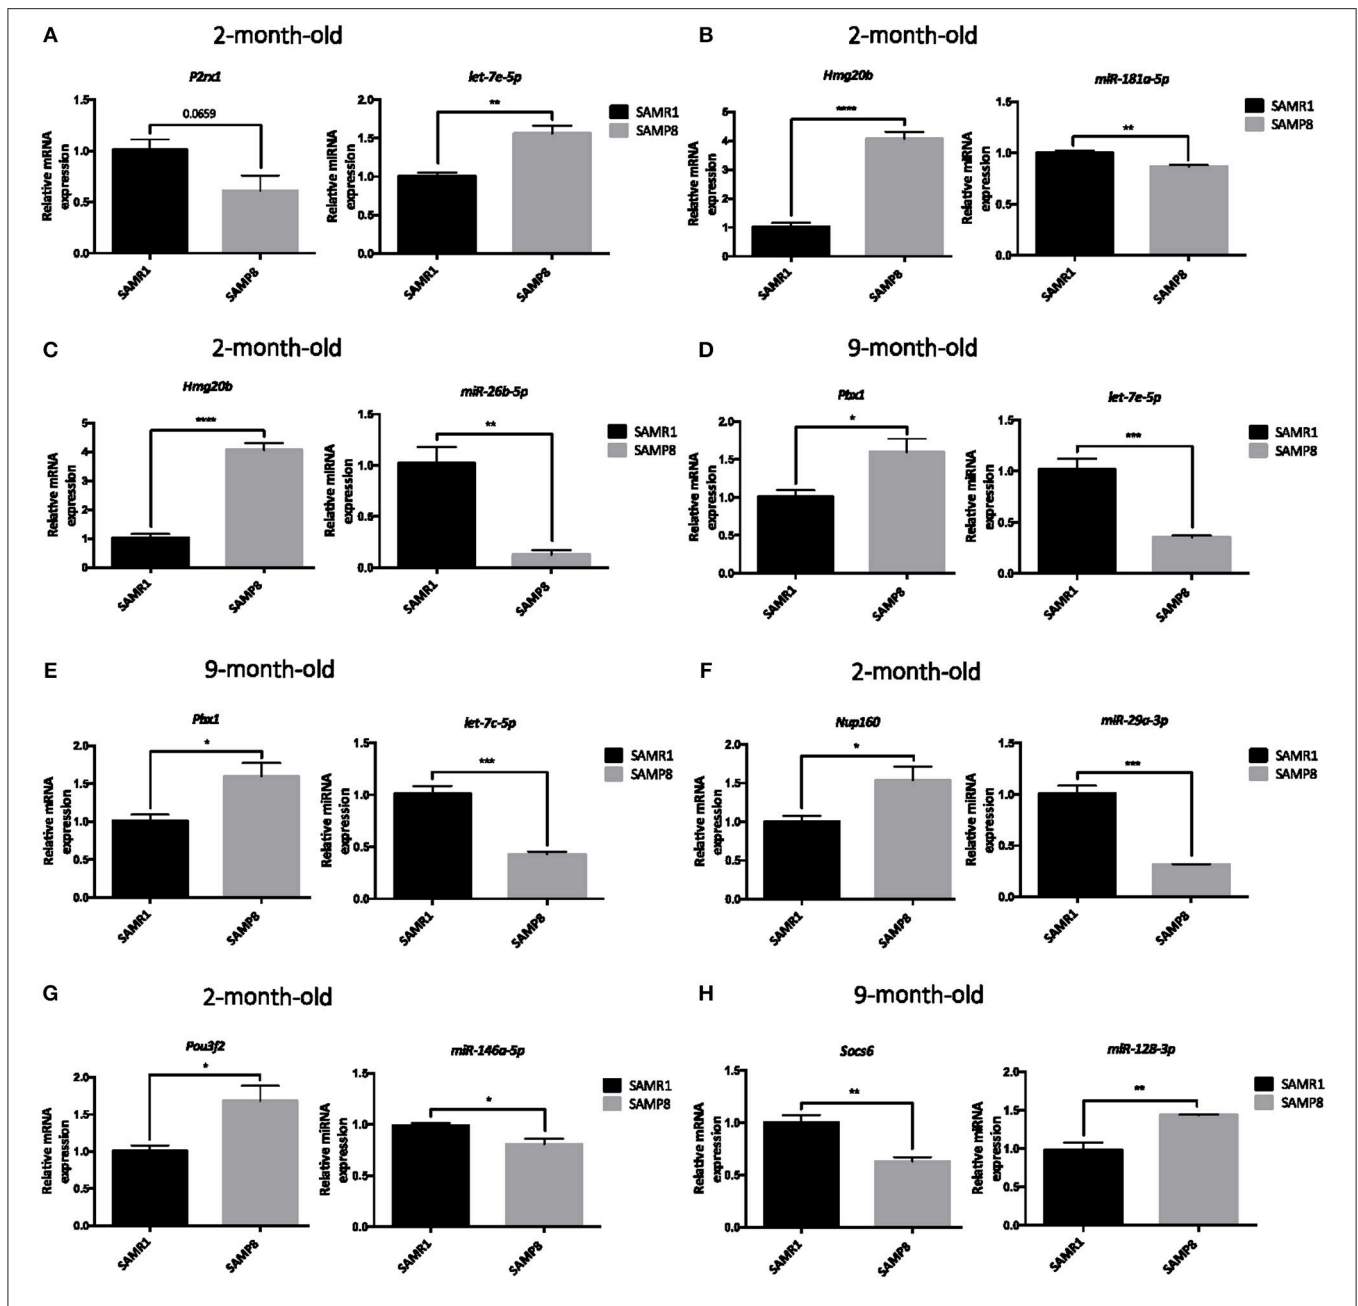 A 2-month-old
P2rx1
Relative mRNA expression
1.5
1.0
0.5
0.0
0.0659
SAMR1
SAMP8
let-7e-5p
Relative miRNA expression
2.0
1.5
1.0
0.5
0.0
**
SAMR1
SAMP8
SAMR1
SAMP8
B 2-month-old
Hmg20b
Relative mRNA expression
5
4
3
2
1
0
****
SAMR1
SAMP8
miR-181a-5p
Relative miRNA expression
1.5
1.0
0.5
0.0
**
SAMR1
SAMP8
SAMR1
SAMP8
C 2-month-old
Hmg20b
Relative mRNA expression
5
4
3
2
1
0
****
SAMR1
SAMP8
miR-26b-5p
Relative miRNA expression
1.5
1.0
0.5
0.0
**
SAMR1
SAMP8
SAMR1
SAMP8
D 9-month-old
Pbx1
Relative mRNA expression
2.0
1.5
1.0
0.5
0.0
*
SAMR1
SAMP8
let-7e-5p
Relative miRNA expression
1.5
1.0
0.5
0.0
***
SAMR1
SAMP8
SAMR1
SAMP8
E 9-month-old
Pbx1
Relative mRNA expression
2.0
1.5
1.0
0.5
0.0
*
SAMR1
SAMP8
let-7c-5p
Relative miRNA expression
1.5
1.0
0.5
0.0
***
SAMR1
SAMP8
SAMR1
SAMP8
F 2-month-old
Nup160
Relative mRNA expression
2.0
1.5
1.0
0.5
0.0
*
SAMR1
SAMP8
miR-29a-3p
Relative miRNA expression
1.5
1.0
0.5
0.0
***
SAMR1
SAMP8
SAMR1
SAMP8
G 2-month-old
Pou3f2
Relative mRNA expression
2.0
1.5
1.0
0.5
0.0
*
SAMR1
SAMP8
miR-146a-5p
Relative miRNA expression
1.5
1.0
0.5
0.0
*
SAMR1
SAMP8
SAMR1
SAMP8
H 9-month-old
Socs6
Relative mRNA expression
1.5
1.0
0.5
0.0
**
SAMR1
SAMP8
miR-128-3p
Relative miRNA expression
2.0
1.5
1.0
0.5
0.0
**
SAMR1
SAMP8
SAMR1
SAMP8